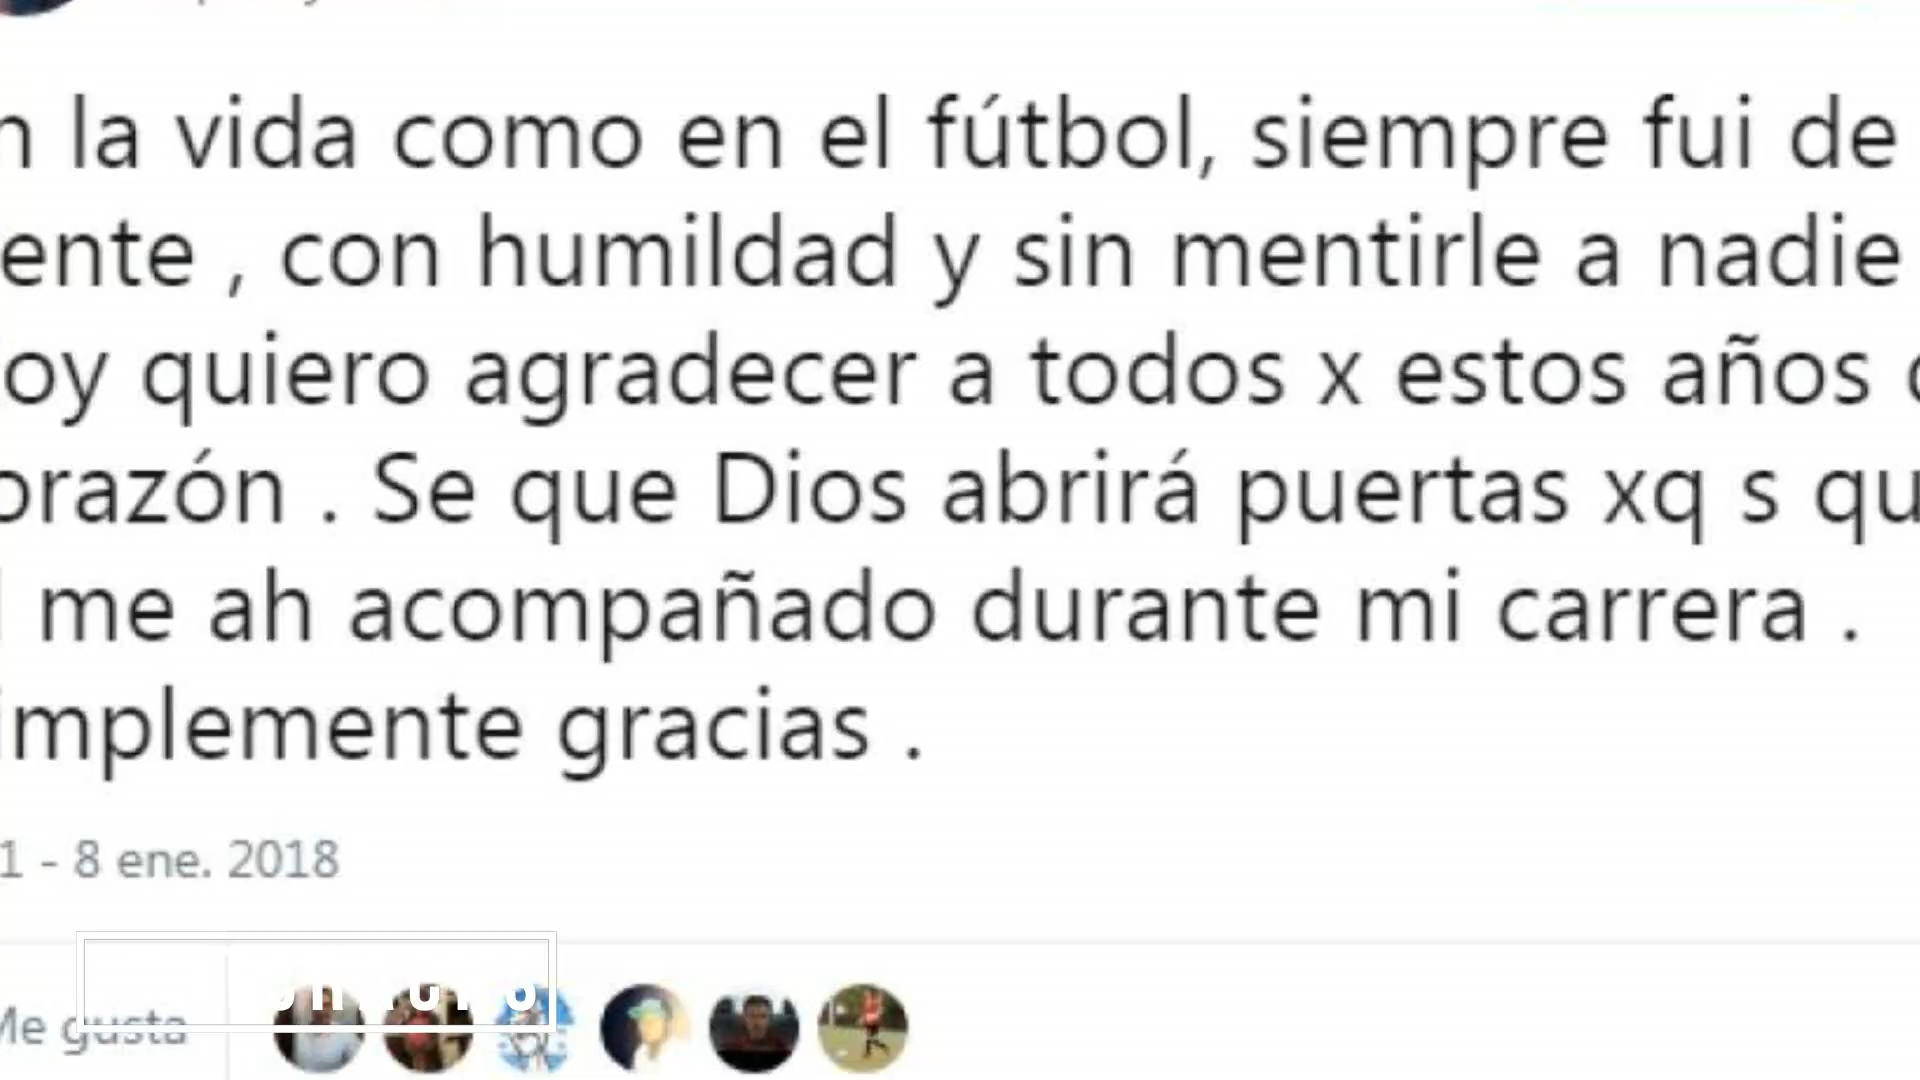 n la vida como en el fútbol, siempre fui de
ente , con humildad y sin mentirle a nadie
oy quiero agradecer a todos x estos años
orazón . Se que Dios abrirá puertas xq s qu
me ah acompañado durante mi carrera .
implemente gracias .
1 - 8 ene. 2018
Me gusta